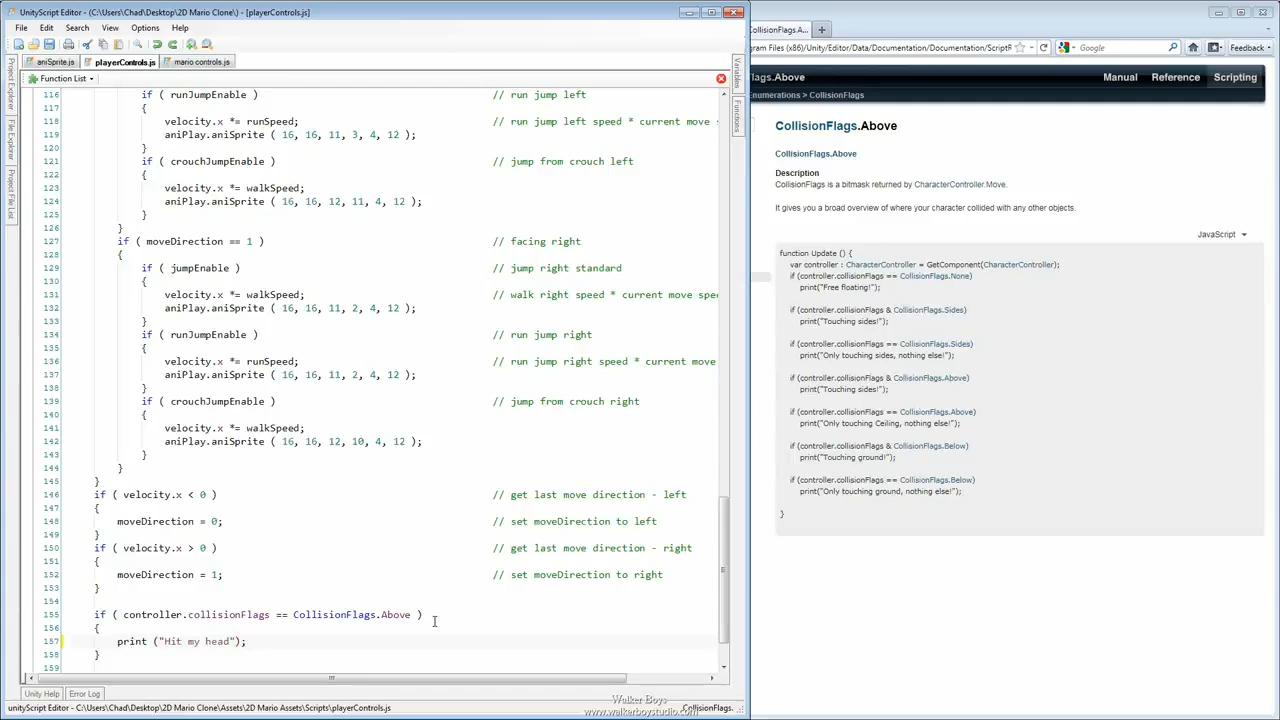 UnityScript Editor - (C:\Users\Chad\Desktop\2D Mario Clone\) - [playerControls.js]
File Edit Search View Options Help
aniSprite.js playerControls.js mario controls.js
Function List
Project Explorer
File Explorer
Project File List
Variables
Functions
116 if ( runJumpEnable ) // run jump left
117 {
118 velocity.x *= runSpeed; // run jump left speed * current move s
119 aniPlay.aniSprite ( 16, 16, 11, 3, 4, 12 );
120 }
121 if ( crouchJumpEnable ) // jump from crouch left
122 {
123 velocity.x *= walkSpeed;
124 aniPlay.aniSprite ( 16, 16, 12, 11, 4, 12 );
125 }
126 }
127 if ( moveDirection == 1 ) // facing right
128 {
129 if ( jumpEnable ) // jump right standard
130 {
131 velocity.x *= walkSpeed; // walk right speed * current move spe
132 aniPlay.aniSprite ( 16, 16, 11, 2, 4, 12 );
133 }
134 if ( runJumpEnable ) // run jump right
135 {
136 velocity.x *= runSpeed; // run jump right speed * current move
137 aniPlay.aniSprite ( 16, 16, 11, 2, 4, 12 );
138 }
139 if ( crouchJumpEnable ) // jump from crouch right
140 {
141 velocity.x *= walkSpeed;
142 aniPlay.aniSprite ( 16, 16, 12, 10, 4, 12 );
143 }
144 }
145 }
146 if ( velocity.x < 0 ) // get last move direction - left
147 {
148 moveDirection = 0; // set moveDirection to left
149 }
150 if ( velocity.x > 0 ) // get last move direction - right
151 {
152 moveDirection = 1; // set moveDirection to right
153 }
154
155 if ( controller.collisionFlags == CollisionFlags.Above )
156 {
157 print ("Hit my head");
158 }
159
Unity Help Error Log
unityScript Editor - C:\Users\Chad\Desktop\2D Mario Clone\Assets\2D Mario Assets\Scripts\playerControls.js
CollisionFlags.
Walker Boys
www.walkerboystudio.com
CollisionFlags.A...
gram Files (x86)/Unity/Editor/Data/Documentation/Documentation/ScriptR
Google
Feedback
lags.Above Manual Reference Scripting
numerations > CollisionFlags
CollisionFlags.Above
CollisionFlags.Above
Description
CollisionFlags is a bitmask returned by CharacterController.Move.
It gives you a broad overview of where your character collided with any other objects.
JavaScript
function Update () {
var controller : CharacterController = GetComponent(CharacterController);
if (controller.collisionFlags == CollisionFlags.None)
print("Free floating!");
if (controller.collisionFlags & CollisionFlags.Sides)
print("Touching sides!");
if (controller.collisionFlags == CollisionFlags.Sides)
print("Only touching sides, nothing else!");
if (controller.collisionFlags & CollisionFlags.Above)
print("Touching sides!");
if (controller.collisionFlags == CollisionFlags.Above)
print("Only touching Ceiling, nothing else!");
if (controller.collisionFlags & CollisionFlags.Below)
print("Touching ground!");
if (controller.collisionFlags == CollisionFlags.Below)
print("Only touching ground, nothing else!");
}